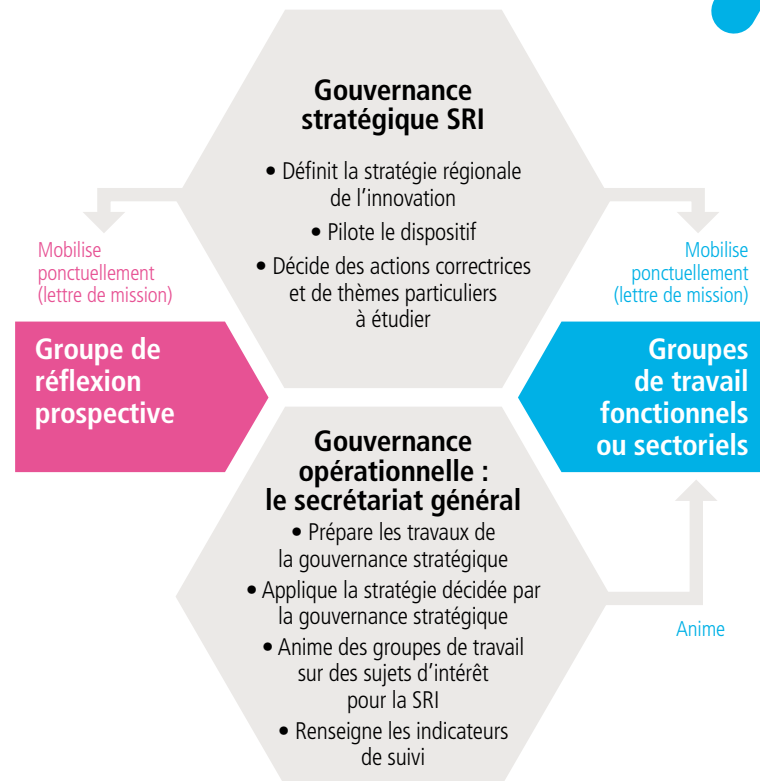 Gouvernance
stratégique SRI
• Définit la stratégie régionale
de l’innovation
• Pilote le dispositif
• Décide des actions correctrices
et de thèmes particuliers
à étudier
Mobilise
ponctuellement
(lettre de mission)
Groupe de
réflexion
prospective
Mobilise
ponctuellement
(lettre de mission)
Groupes
de travail
fonctionnels
ou sectoriels
Gouvernance
opérationnelle :
le secrétariat général
• Prépare les travaux de
la gouvernance stratégique
• Applique la stratégie décidée par
la gouvernance stratégique
• Anime des groupes de travail
sur des sujets d’intérêt
pour la SRI
• Renseigne les indicateurs
de suivi
Anime